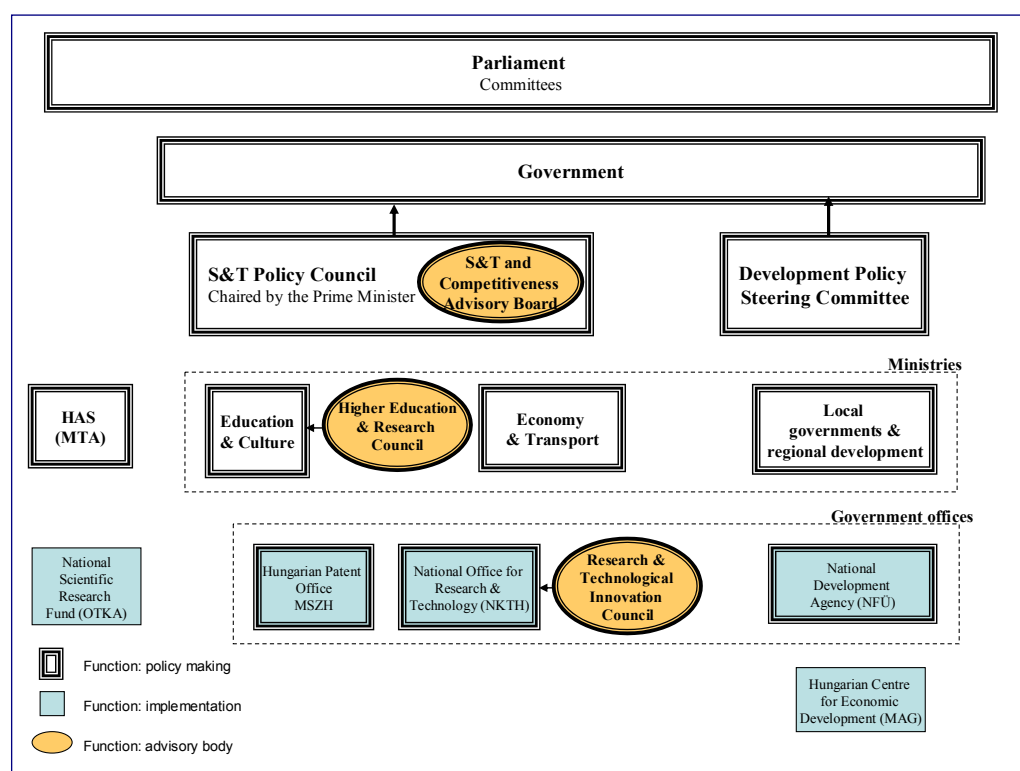 Parliament
Committees
Government
S&T Policy Council
Chaired by the Prime Minister
S&T and
Competitiveness
Advisory Board
Development Policy
Steering Committee
Ministries
HAS
(MTA)
Education
& Culture
Higher Education
& Research
Council
Economy
& Transport
Local
governments &
regional development
Government offices
National
Scientific
Research
Fund (OTKA)
Hungarian Patent
Office
MSZH
National Office for
Research &
Technology (NKTH)
Research &
Technological
Innovation
Council
National
Development
Agency (NFÜ)
Function: policy making
Function: implementation
Function: advisory body
Hungarian Centre
for Economic
Development (MAG)